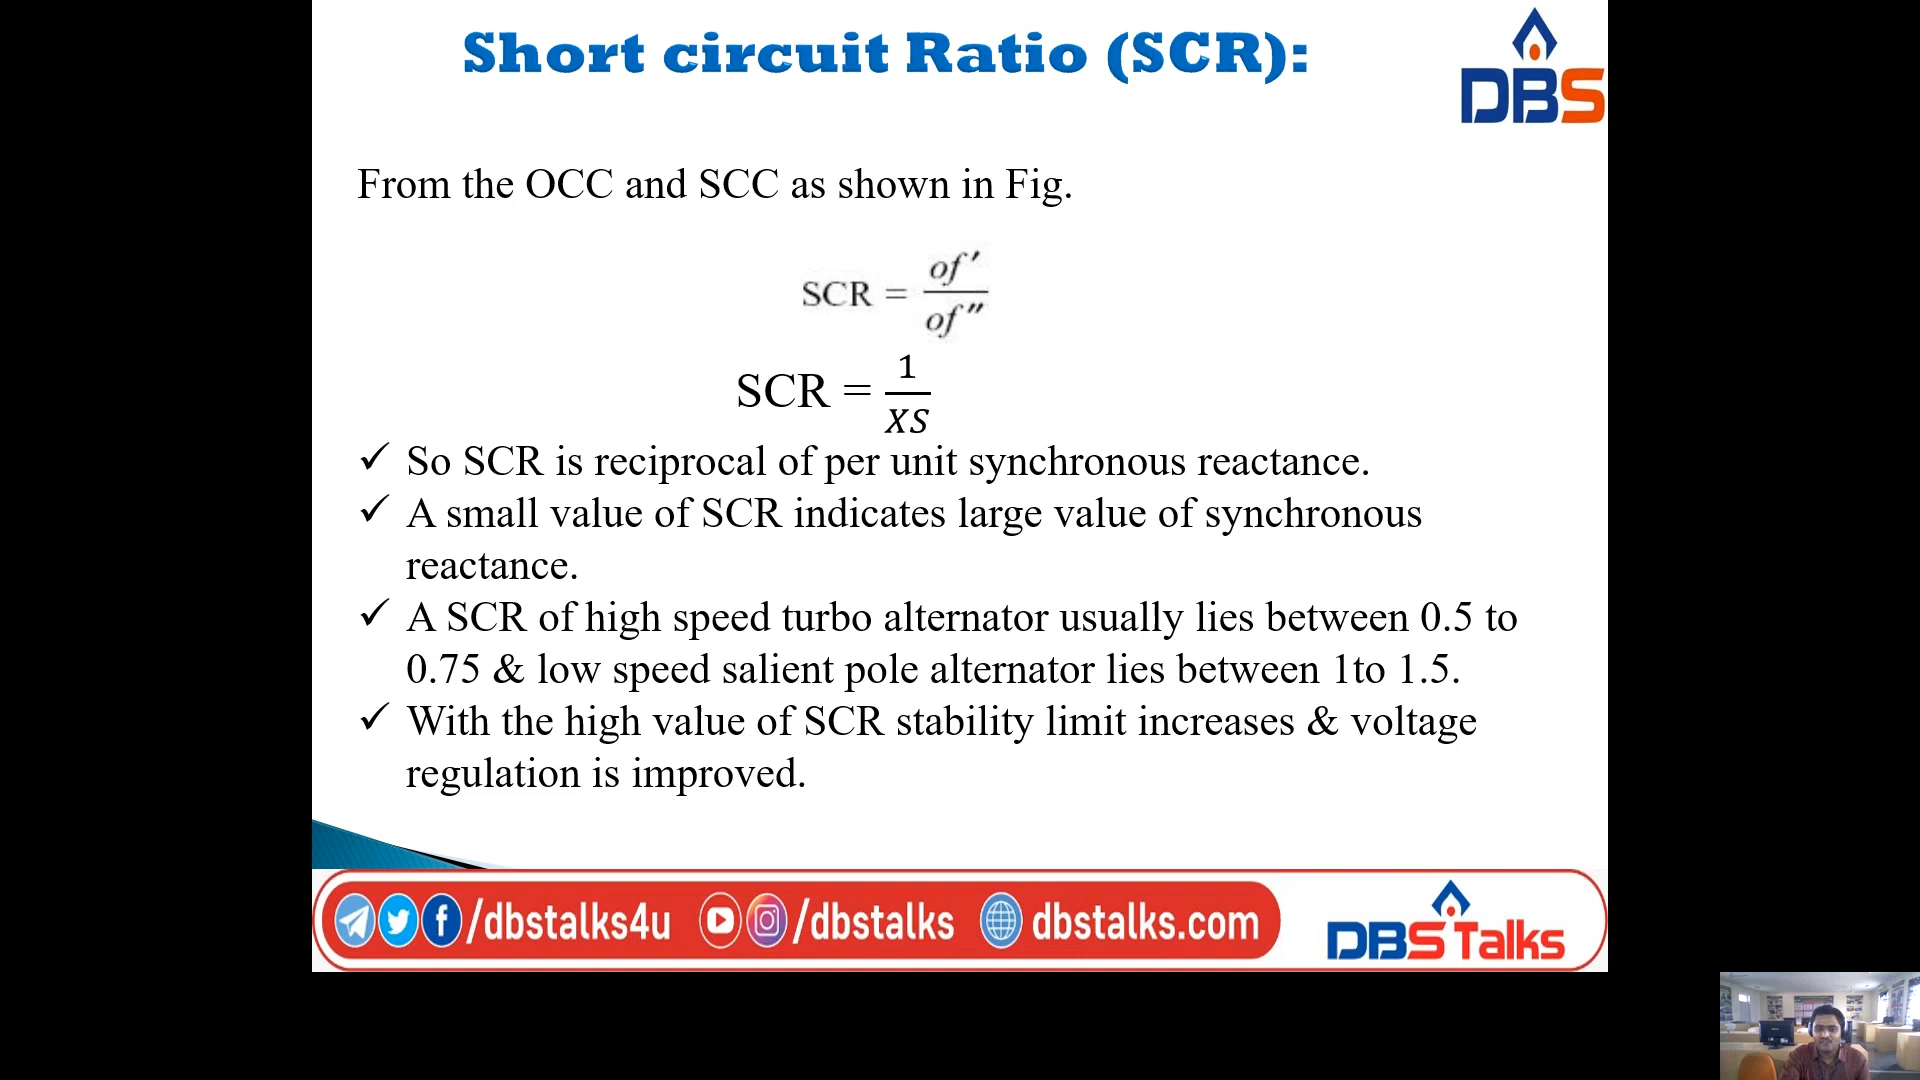 Short circuit Ratio (SCR):
DBS
From the OCC and SCC as shown in Fig.
SCR = of′ / of″
SCR = 1 / XS
✓ So SCR is reciprocal of per unit synchronous reactance.
✓ A small value of SCR indicates large value of synchronous
reactance.
✓ A SCR of high speed turbo alternator usually lies between 0.5 to
0.75 & low speed salient pole alternator lies between 1to 1.5.
✓ With the high value of SCR stability limit increases & voltage
regulation is improved.
/dbstalks4u /dbstalks dbstalks.com
DBS Talks